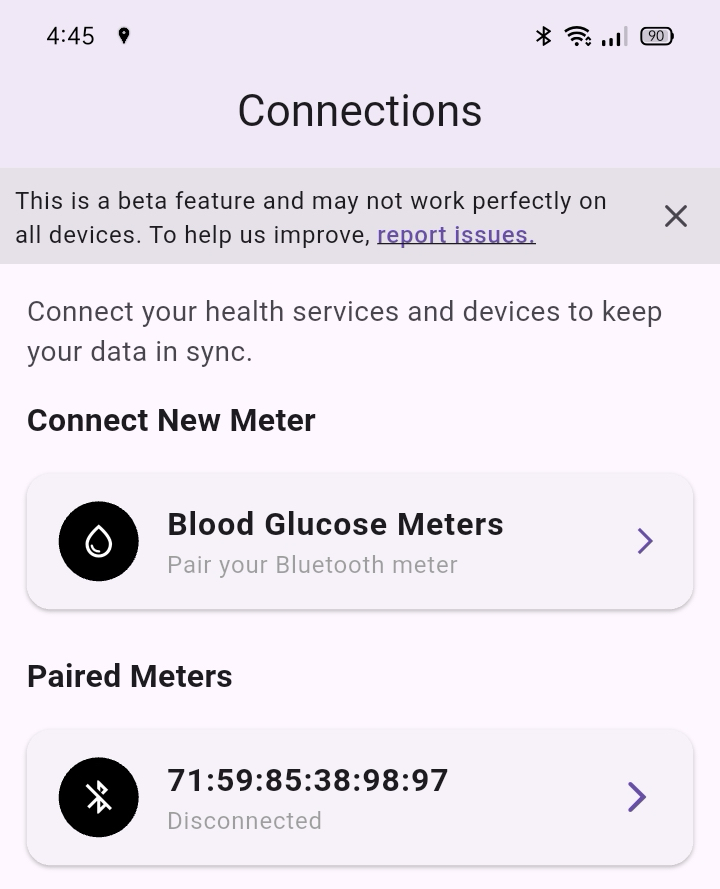 4:45
90
Connections
This is a beta feature and may not work perfectly on
all devices. To help us improve, report issues.
Connect your health services and devices to keep
your data in sync.
Connect New Meter
Blood Glucose Meters
Pair your Bluetooth meter
Paired Meters
71:59:85:38:98:97
Disconnected